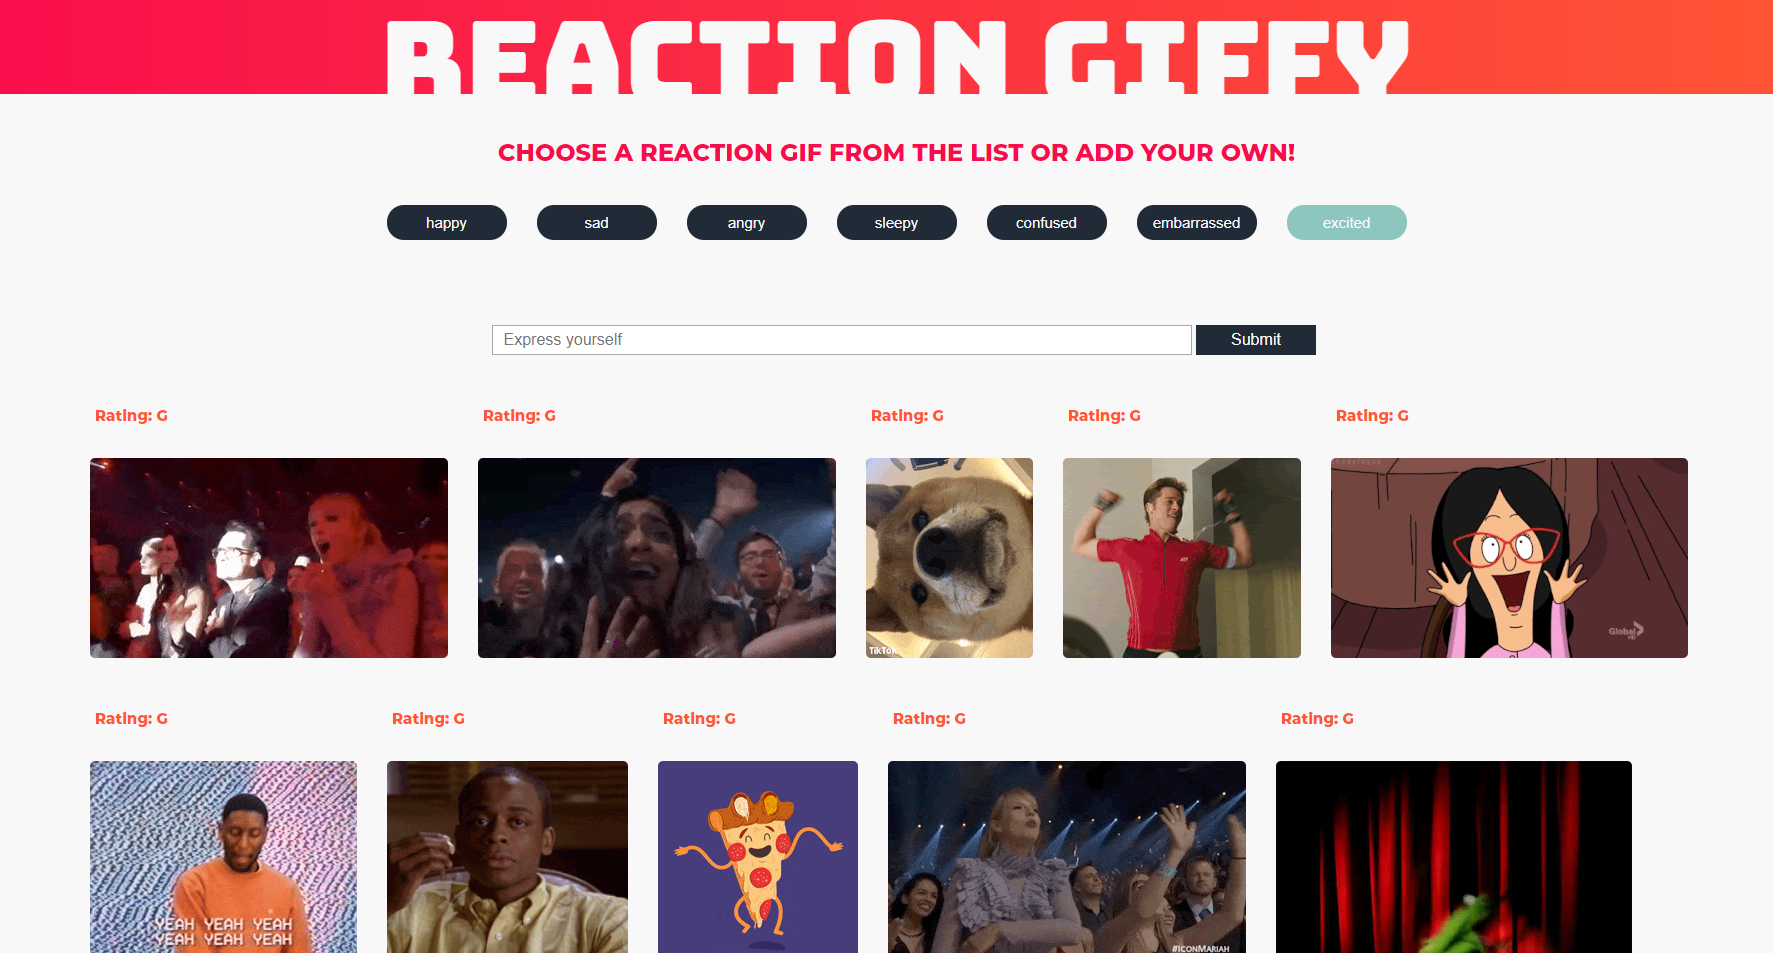 REACTION GIFFY
CHOOSE A REACTION GIF FROM THE LIST OR ADD YOUR OWN!
happy
sad
angry
sleepy
confused
embarrassed
excited
Express yourself
Submit
Rating: G
Rating: G
Rating: G
Rating: G
Rating: G
TikTok
Global
HD
Rating: G
Rating: G
Rating: G
Rating: G
Rating: G
YEAH YEAH YEAH
YEAH YEAH YEAH
#ICONMARIAH